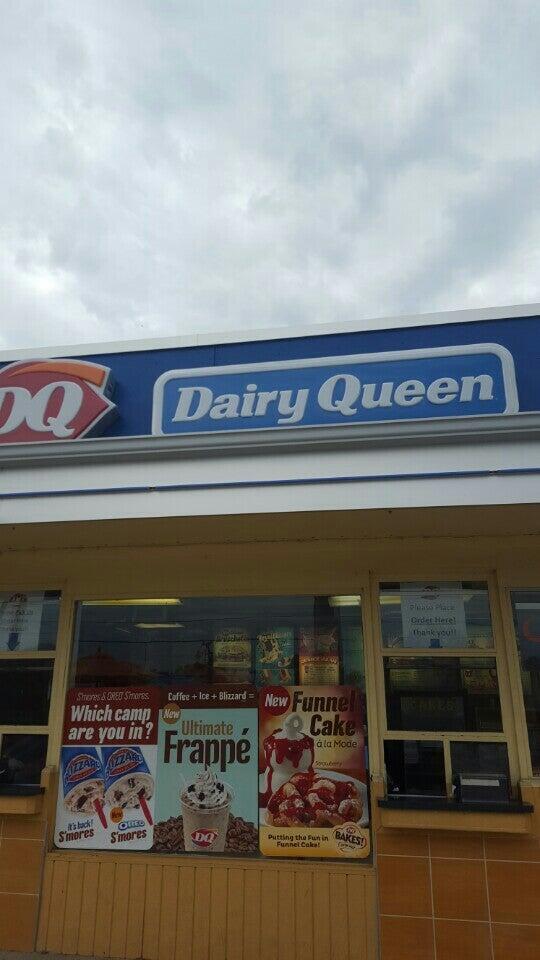 DQ
Dairy Queen
Please Place
Order Here!
Thank you!!
S'mores & OREO S'mores.
Which camp
are you in?
BLIZZARD
BLIZZARD
It's back!
S'mores
New
OREO
S'mores
Coffee + Ice + Blizzard =
New
Ultimate
Frappé
DQ
New
Funnel
Cake
à la Mode
Strawberry
Putting the Fun in
Funnel Cake!
DQ
BAKES!
CAKES